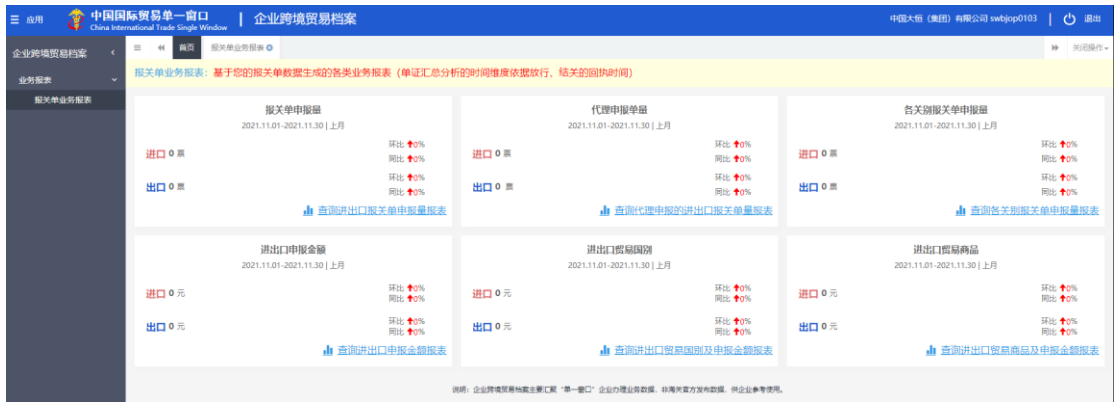 应用
中国国际贸易单一窗口
China International Trade Single Window
企业跨境贸易档案
中国大恒（集团）有限公司 swbjop0103
退出
企业跨境贸易档案
首页
报关单业务报表
关闭操作
业务报表
报关单业务报表
报关单业务报表：基于您的报关单数据生成的各类业务报表（单证汇总分析的时间维度依据放行、结关的回执时间）
报关单申报量
2021.11.01-2021.11.30 | 上月
进口 0 票
环比 0%
同比 0%
出口 0 票
环比 0%
同比 0%
查询进出口报关单申报量报表
代理申报单量
2021.11.01-2021.11.30 | 上月
进口 0 票
环比 0%
同比 0%
出口 0 票
环比 0%
同比 0%
查询代理申报的进出口报关单量报表
各关别报关单申报量
2021.11.01-2021.11.30 | 上月
进口 0 票
环比 0%
同比 0%
出口 0 票
环比 0%
同比 0%
查询各关别报关单申报量报表
进出口申报金额
2021.11.01-2021.11.30 | 上月
进口 0 元
环比 0%
同比 0%
出口 0 元
环比 0%
同比 0%
查询进出口申报金额报表
进出口贸易国别
2021.11.01-2021.11.30 | 上月
进口 0 元
环比 0%
同比 0%
出口 0 元
环比 0%
同比 0%
查询进出口贸易国别及申报金额报表
进出口贸易商品
2021.11.01-2021.11.30 | 上月
进口 0 元
环比 0%
同比 0%
出口 0 元
环比 0%
同比 0%
查询进出口贸易商品及申报金额报表
说明：企业跨境贸易档案主要汇聚“单一窗口”企业办理业务数据，非海关官方发布数据，供企业参考使用。